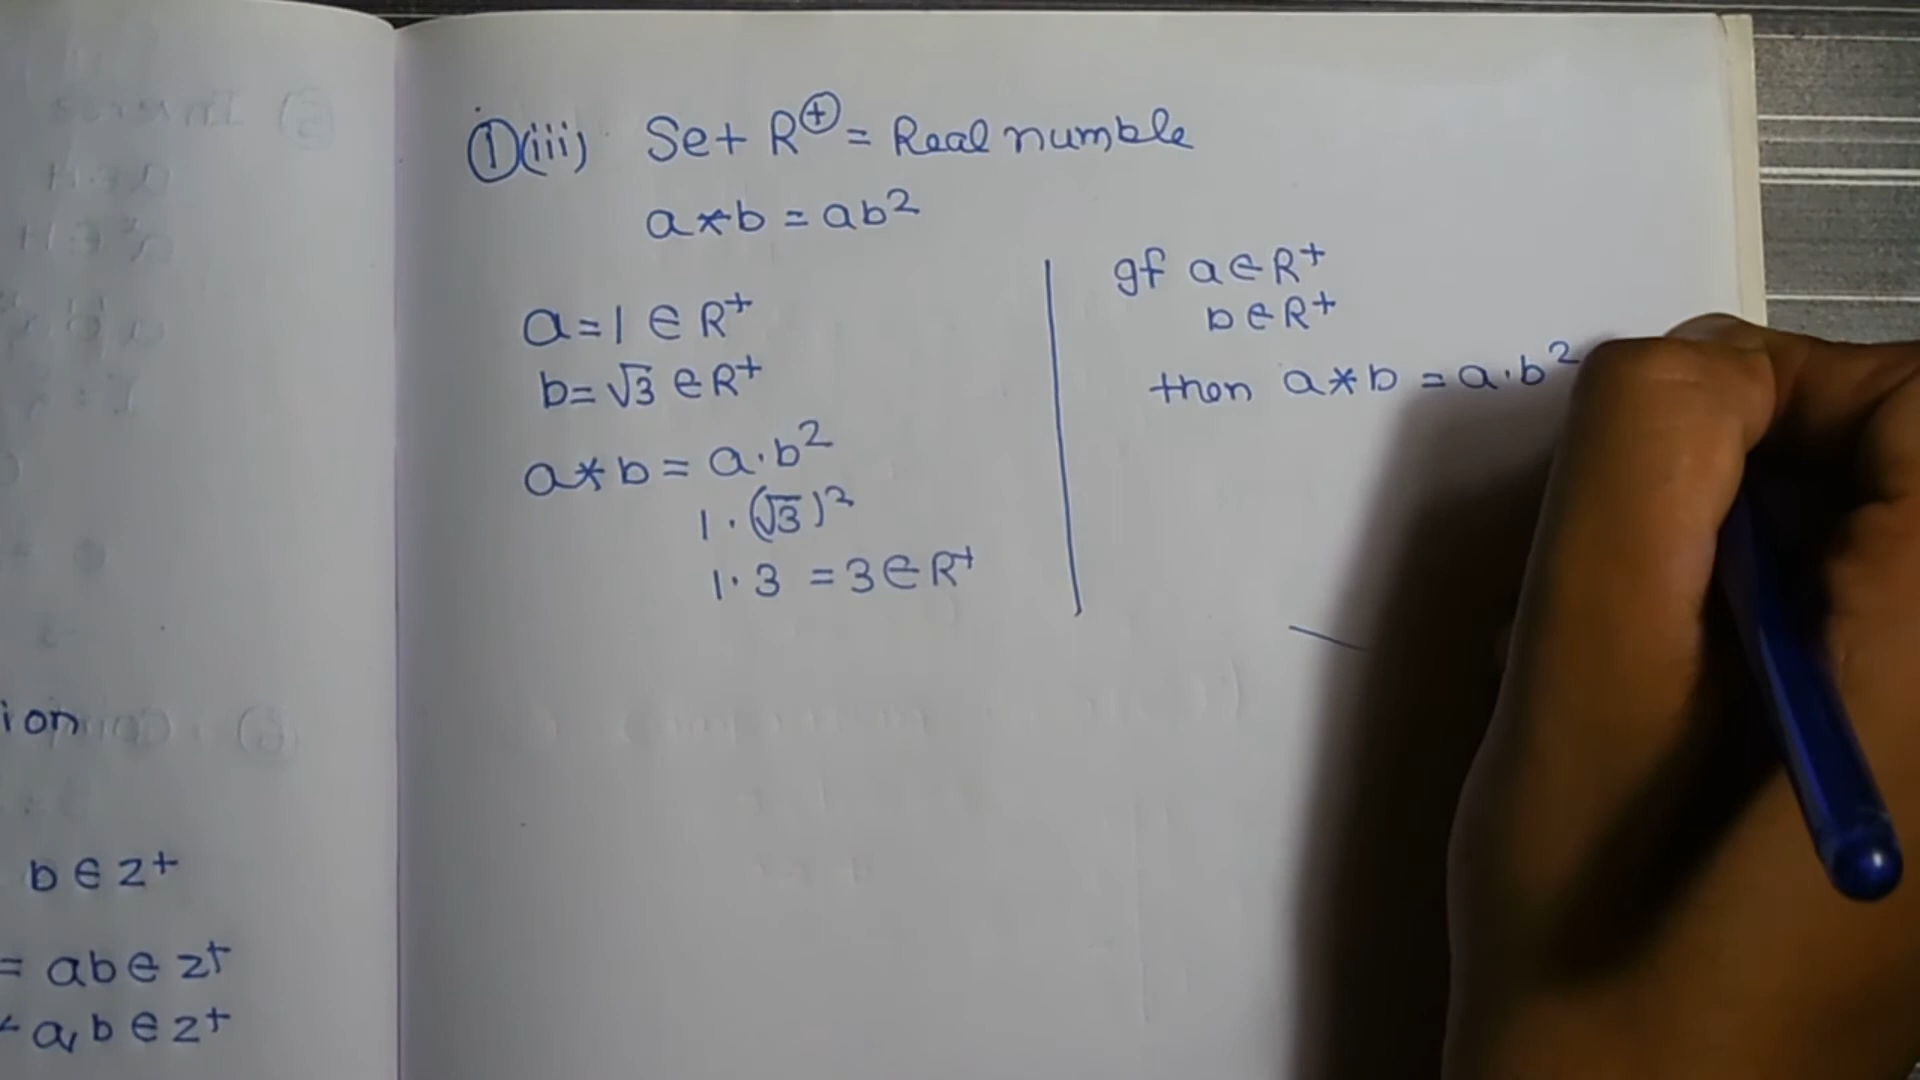 ion
b ∈ z+
= ab ∈ z+
a, b ∈ z+
①(iii) Set R⊕ = Real numble
a*b = ab²
a = 1 ∈ R+
b = √3 ∈ R+
a*b = a·b²
1·(√3)²
1·3 = 3 ∈ R+
gf a ∈ R+
b ∈ R+
then a*b = a·b²